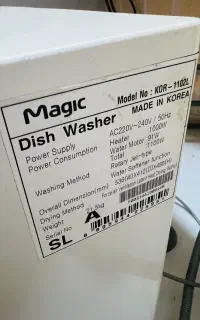 Magic
Model No : KDR-1102L
Dish Washer
MADE IN KOREA
Power Supply
AC220V~240V / 50Hz
Power Consumption
Heater :1000W
Water Motor: 91W
Total :1100W
Washing Method
Rotary Jet-type
Water Softener function
Overall Dimension(mm)
Drying Method
Weight
Serial No
A
SL